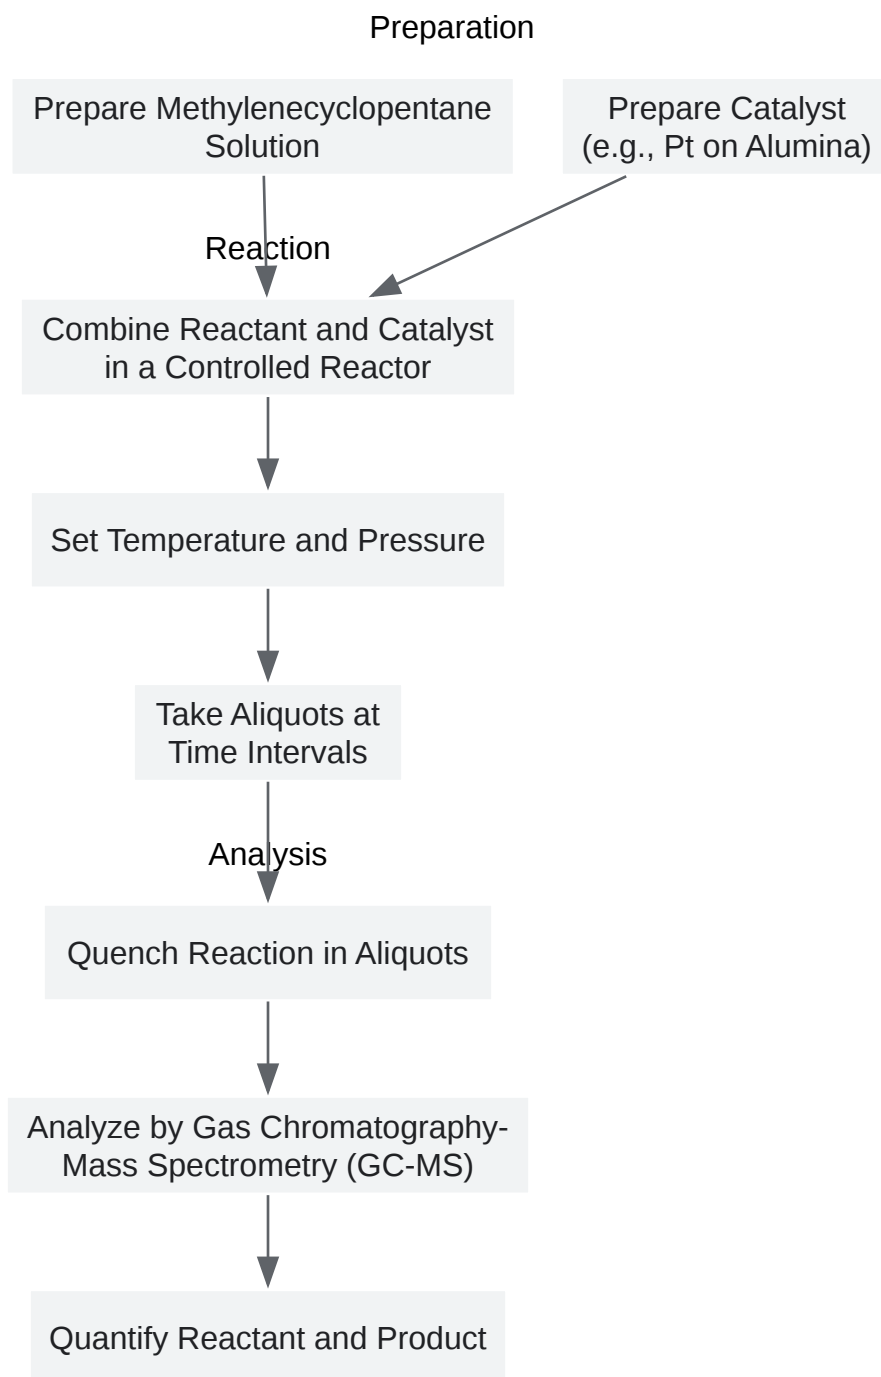 Preparation
Prepare Methylenecyclopentane
Solution
Prepare Catalyst
(e.g., Pt on Alumina)
Reaction
Combine Reactant and Catalyst
in a Controlled Reactor
Set Temperature and Pressure
Take Aliquots at
Time Intervals
Analysis
Quench Reaction in Aliquots
Analyze by Gas Chromatography-
Mass Spectrometry (GC-MS)
Quantify Reactant and Product